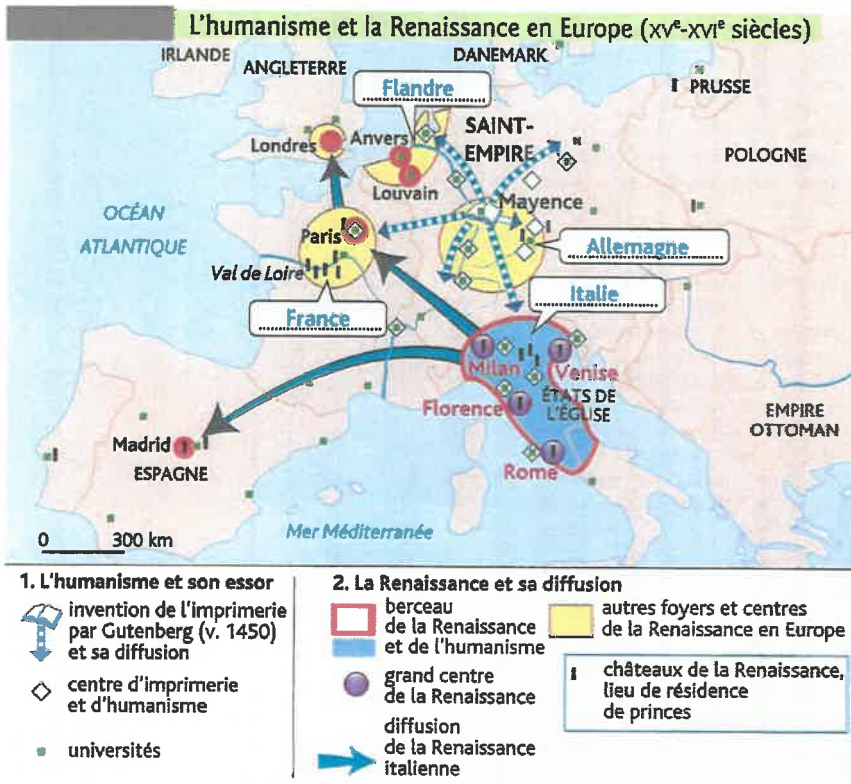 L'humanisme et la Renaissance en Europe (XVe-XVIe siècles)
IRLANDE
ANGLETERRE
DANEMARK
PRUSSE
Flandre
SAINT-
EMPIRE
Londres
Anvers
POLOGNE
Louvain
Mayence
OCÉAN
ATLANTIQUE
Paris
Allemagne
Val de Loire
Italie
France
Milan
Venise
Florence
ÉTATS DE
L'ÉGLISE
EMPIRE
OTTOMAN
Madrid
ESPAGNE
Rome
Mer Méditerranée
0 300 km
1. L'humanisme et son essor
invention de l'imprimerie
par Gutenberg (v. 1450)
et sa diffusion
centre d'imprimerie
et d'humanisme
universités
2. La Renaissance et sa diffusion
berceau
de la Renaissance
et de l'humanisme
grand centre
de la Renaissance
diffusion
de la Renaissance
italienne
autres foyers et centres
de la Renaissance en Europe
châteaux de la Renaissance,
lieu de résidence
de princes